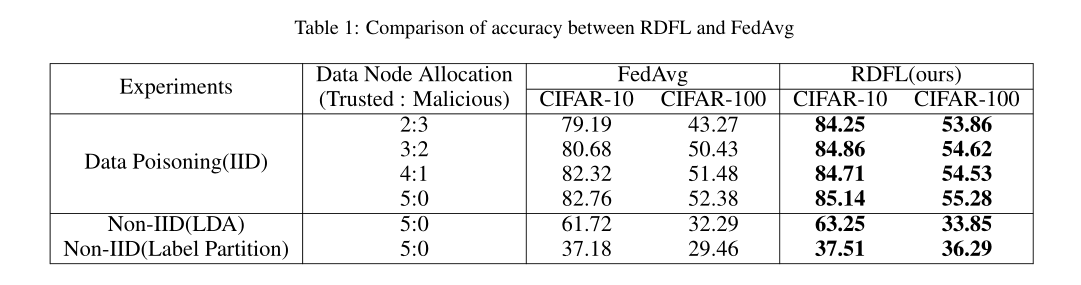 Table 1: Comparison of accuracy between RDFL and FedAvg
Experiments Data Node Allocation (Trusted : Malicious) FedAvg RDFL(ours)
CIFAR-10 CIFAR-100 CIFAR-10 CIFAR-100
Data Poisoning(IID) 2:3 79.19 43.27 84.25 53.86
3:2 80.68 50.43 84.86 54.62
4:1 82.32 51.48 84.71 54.53
5:0 82.76 52.38 85.14 55.28
Non-IID(LDA) 5:0 61.72 32.29 63.25 33.85
Non-IID(Label Partition) 5:0 37.18 29.46 37.51 36.29